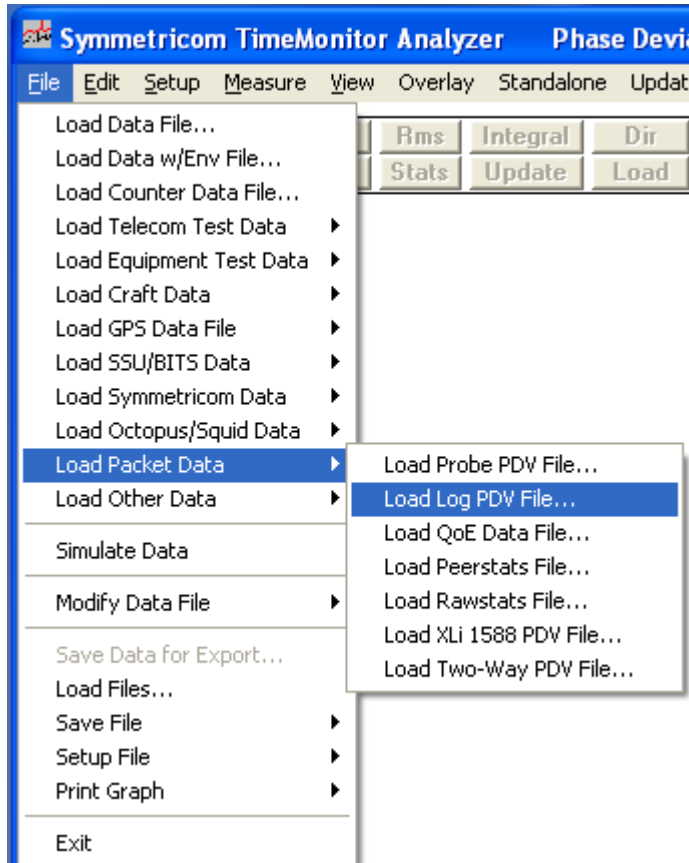 Symmetricom TimeMonitor Analyzer Phase Devi
File Edit Setup Measure View Overlay Standalone Updat
Rms Integral Dir
Stats Update Load
Load Data File...
Load Data w/Env File...
Load Counter Data File...
Load Telecom Test Data
Load Equipment Test Data
Load Craft Data
Load GPS Data File
Load SSU/BITS Data
Load Symmetricom Data
Load Octopus/Squid Data
Load Packet Data
Load Other Data
Simulate Data
Modify Data File
Save Data for Export...
Load Files...
Save File
Setup File
Print Graph
Exit
Load Probe PDV File...
Load Log PDV File...
Load QoE Data File...
Load Peerstats File...
Load Rawstats File...
Load XLi 1588 PDV File...
Load Two-Way PDV File...